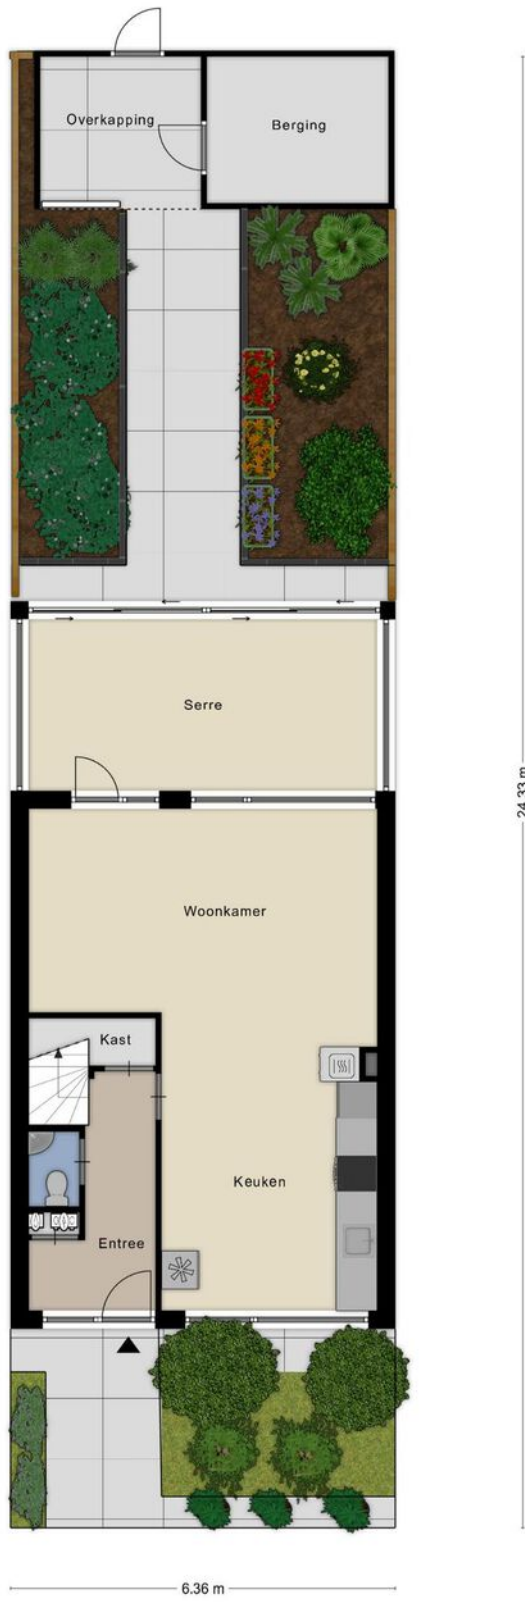 Overkapping
Berging
Serre
24.33 m
Woonkamer
Kast
Keuken
Entree
6.36 m